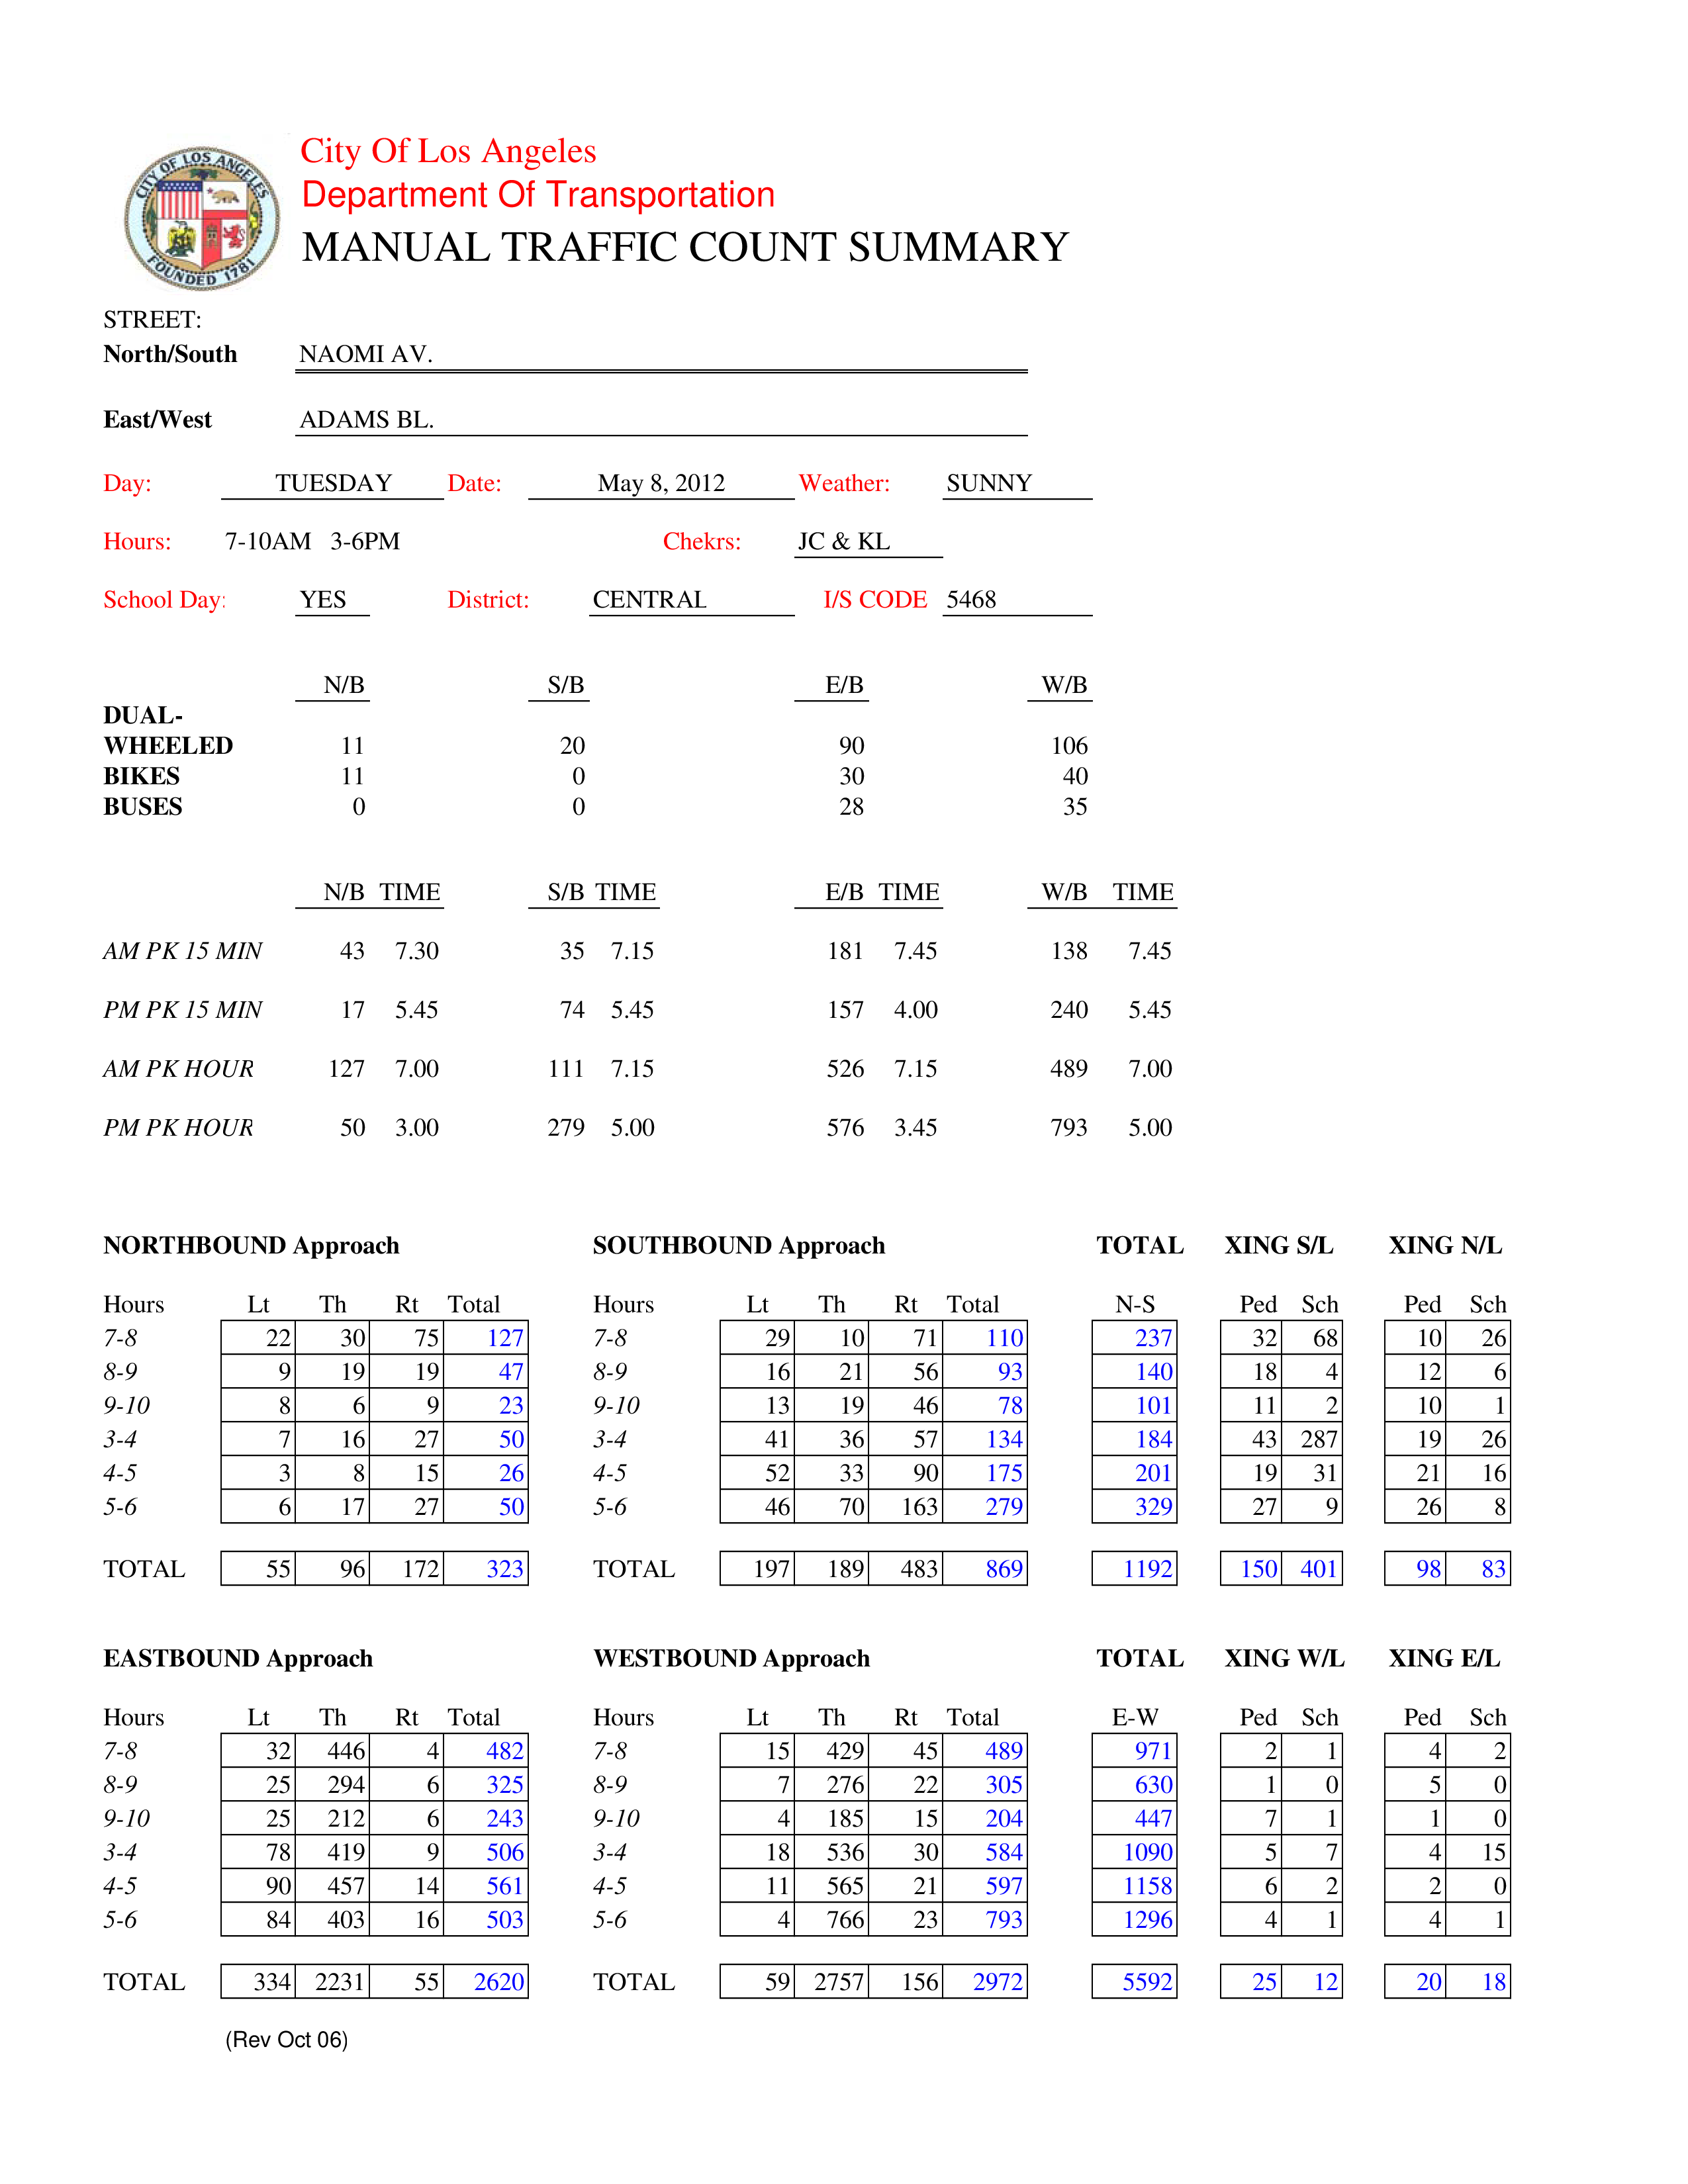 CITY OF LOS ANGELES
FOUNDED 1781
City Of Los Angeles
Department Of Transportation
MANUAL TRAFFIC COUNT SUMMARY
STREET:
North/South NAOMI AV.
East/West ADAMS BL.
Day: TUESDAY Date: May 8, 2012 Weather: SUNNY
Hours: 7-10AM 3-6PM Chekrs: JC & KL
School Day: YES District: CENTRAL I/S CODE 5468
N/B S/B E/B W/B
DUAL-
WHEELED 11 20 90 106
BIKES 11 0 30 40
BUSES 0 0 28 35
N/B TIME S/B TIME E/B TIME W/B TIME
AM PK 15 MIN 43 7.30 35 7.15 181 7.45 138 7.45
PM PK 15 MIN 17 5.45 74 5.45 157 4.00 240 5.45
AM PK HOUR 127 7.00 111 7.15 526 7.15 489 7.00
PM PK HOUR 50 3.00 279 5.00 576 3.45 793 5.00
NORTHBOUND Approach SOUTHBOUND Approach TOTAL XING S/L XING N/L
Hours Lt Th Rt Total Hours Lt Th Rt Total N-S Ped Sch Ped Sch
7-8 22 30 75 127 7-8 29 10 71 110 237 32 68 10 26
8-9 9 19 19 47 8-9 16 21 56 93 140 18 4 12 6
9-10 8 6 9 23 9-10 13 19 46 78 101 11 2 10 1
3-4 7 16 27 50 3-4 41 36 57 134 184 43 287 19 26
4-5 3 8 15 26 4-5 52 33 90 175 201 19 31 21 16
5-6 6 17 27 50 5-6 46 70 163 279 329 27 9 26 8
TOTAL 55 96 172 323 TOTAL 197 189 483 869 1192 150 401 98 83
EASTBOUND Approach WESTBOUND Approach TOTAL XING W/L XING E/L
Hours Lt Th Rt Total Hours Lt Th Rt Total E-W Ped Sch Ped Sch
7-8 32 446 4 482 7-8 15 429 45 489 971 2 1 4 2
8-9 25 294 6 325 8-9 7 276 22 305 630 1 0 5 0
9-10 25 212 6 243 9-10 4 185 15 204 447 7 1 1 0
3-4 78 419 9 506 3-4 18 536 30 584 1090 5 7 4 15
4-5 90 457 14 561 4-5 11 565 21 597 1158 6 2 2 0
5-6 84 403 16 503 5-6 4 766 23 793 1296 4 1 4 1
TOTAL 334 2231 55 2620 TOTAL 59 2757 156 2972 5592 25 12 20 18
(Rev Oct 06)